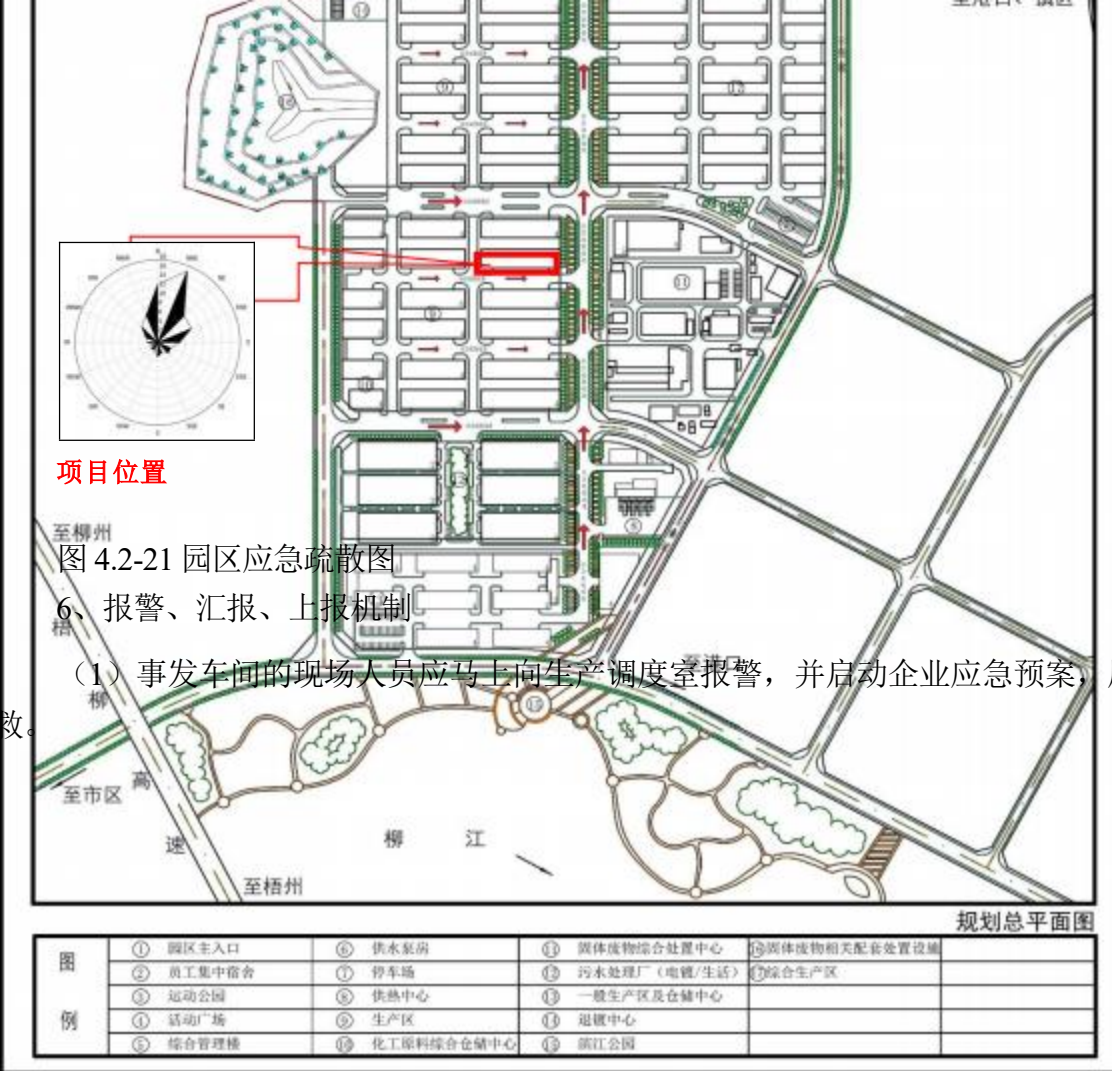 至港口、镇区
项目位置
至柳州
图 4.2-21 园区应急疏散图
6、报警、汇报、上报机制
梧
至港口
（1）事发车间的现场人员应马上向生产调度室报警，并启动企业应急预案，
柳
救。
高
至市区
速
柳 江
至梧州
规划总平面图
图例
① 园区主入口 ⑥ 供水泵房 ⑪ 固体废物综合处置中心 ⑯固体废物相关配套处置设施
② 员工集中宿舍 ⑦ 停车场 ⑫ 污水处理厂（电镀/生活） ⑰综合生产区
③ 运动公园 ⑧ 供热中心 ⑬ 一般生产区及仓储中心
④ 活动广场 ⑨ 生产区 ⑭ 退镀中心
⑤ 综合管理楼 ⑩ 化工原料综合仓储中心 ⑮ 滨江公园